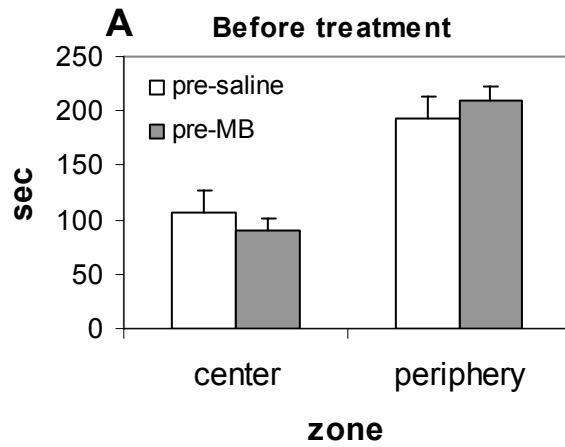 A Before treatment
250
200
150
100
50
0
sec
pre-saline
pre-MB
center periphery
zone